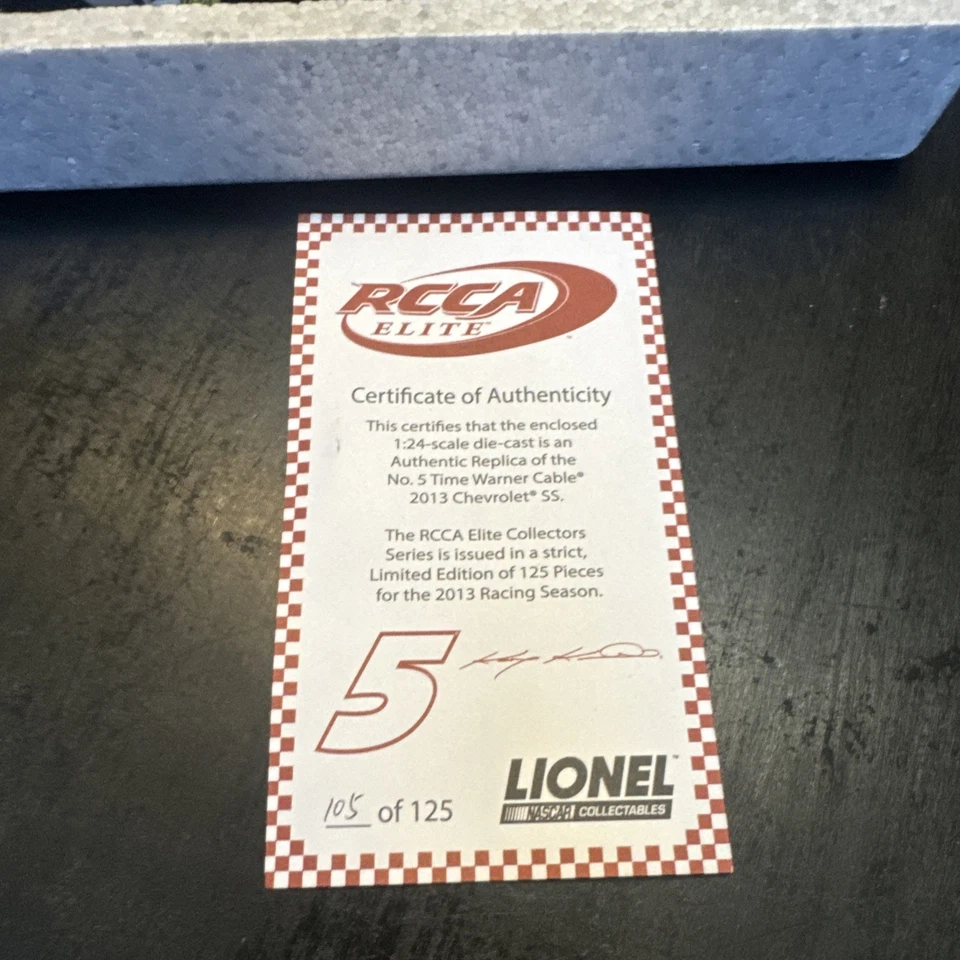 RCCA
ELITE™
Certificate of Authenticity
This certifies that the enclosed
1:24-scale die-cast is an
Authentic Replica of the
No. 5 Time Warner Cable®
2013 Chevrolet® SS.
The RCCA Elite Collectors
Series is issued in a strict,
Limited Edition of 125 Pieces
for the 2013 Racing Season.
5
105 of 125
LIONEL™
NASCAR COLLECTABLES